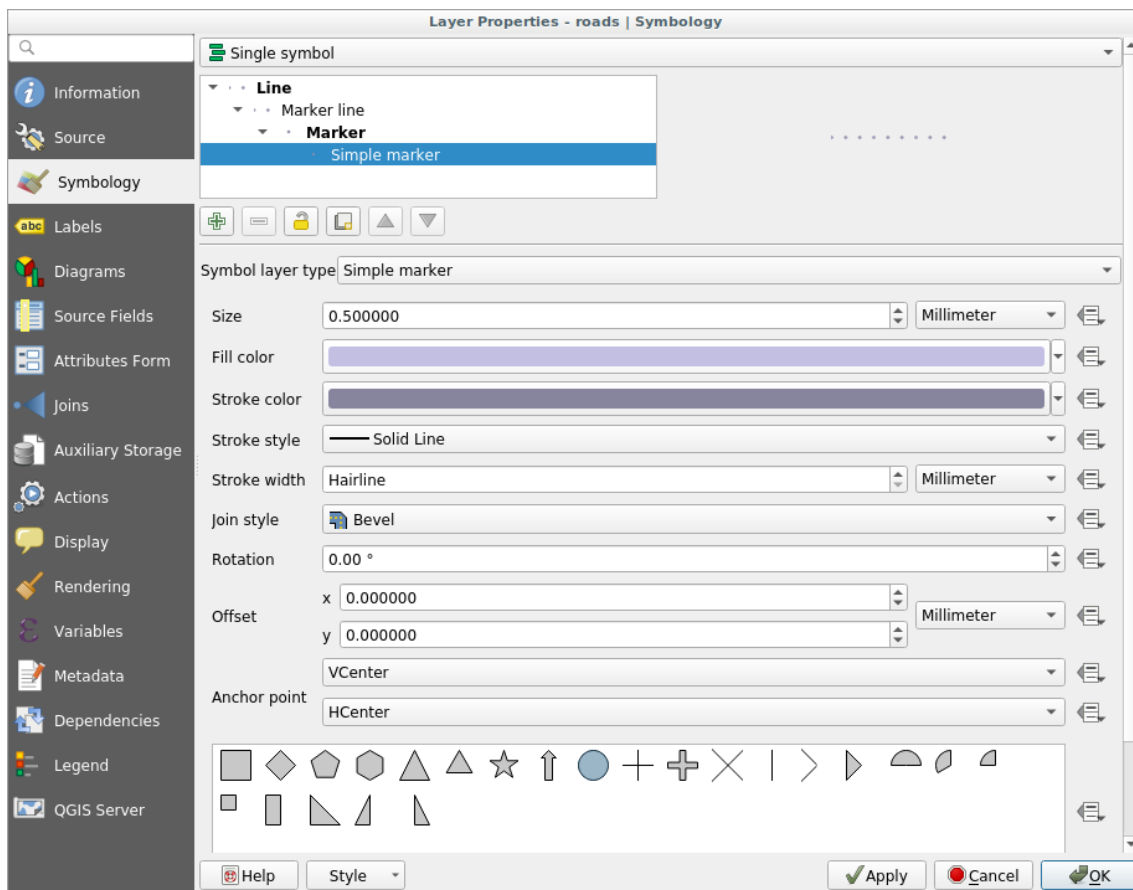 Layer Properties - roads | Symbology
Information
Source
Symbology
abc Labels
Diagrams
Source Fields
Attributes Form
Joins
Auxiliary Storage
Actions
Display
Rendering
Variables
Metadata
Dependencies
Legend
QGIS Server
Single symbol
Line
Marker line
Marker
Simple marker
Symbol layer type Simple marker
Size 0.500000 Millimeter
Fill color
Stroke color
Stroke style Solid Line
Stroke width Hairline Millimeter
Join style Bevel
Rotation 0.00 °
Offset x 0.000000 Millimeter
y 0.000000
Anchor point VCenter
HCenter
Help Style Apply Cancel OK